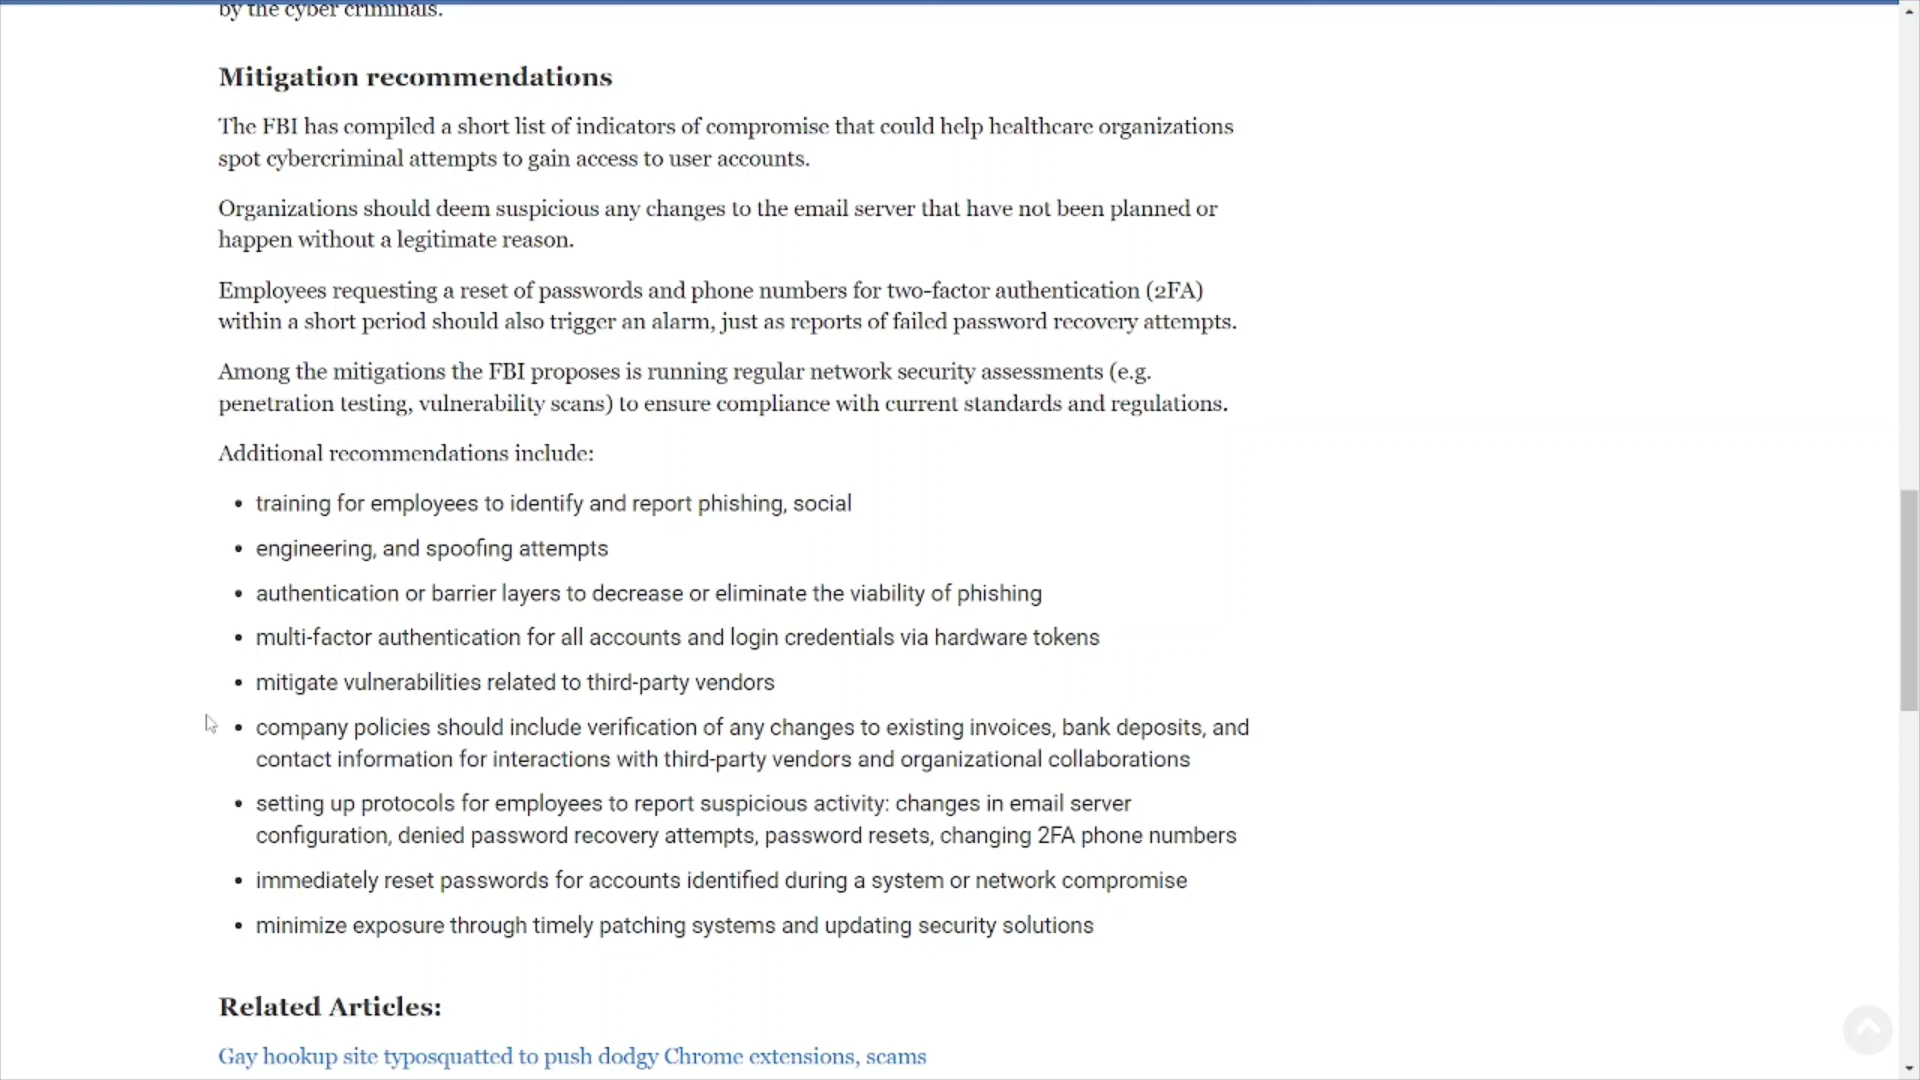 by the cyber criminals.
Mitigation recommendations
The FBI has compiled a short list of indicators of compromise that could help healthcare organizations
spot cybercriminal attempts to gain access to user accounts.
Organizations should deem suspicious any changes to the email server that have not been planned or
happen without a legitimate reason.
Employees requesting a reset of passwords and phone numbers for two-factor authentication (2FA)
within a short period should also trigger an alarm, just as reports of failed password recovery attempts.
Among the mitigations the FBI proposes is running regular network security assessments (e.g.
penetration testing, vulnerability scans) to ensure compliance with current standards and regulations.
Additional recommendations include:
• training for employees to identify and report phishing, social
• engineering, and spoofing attempts
• authentication or barrier layers to decrease or eliminate the viability of phishing
• multi-factor authentication for all accounts and login credentials via hardware tokens
• mitigate vulnerabilities related to third-party vendors
• company policies should include verification of any changes to existing invoices, bank deposits, and
contact information for interactions with third-party vendors and organizational collaborations
• setting up protocols for employees to report suspicious activity: changes in email server
configuration, denied password recovery attempts, password resets, changing 2FA phone numbers
• immediately reset passwords for accounts identified during a system or network compromise
• minimize exposure through timely patching systems and updating security solutions
Related Articles:
Gay hookup site typosquatted to push dodgy Chrome extensions, scams